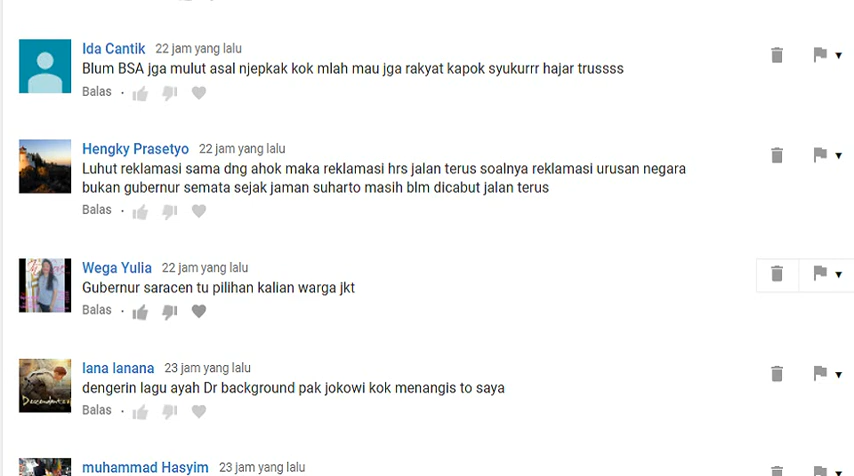 Ida Cantik 22 jam yang lalu
Blum BSA jga mulut asal njepkak kok mlah mau jga rakyat kapok syukurrr hajar trussss
Balas
Hengky Prasetyo 22 jam yang lalu
Luhut reklamasi sama dng ahok maka reklamasi hrs jalan terus soalnya reklamasi urusan negara
bukan gubernur semata sejak jaman suharto masih blm dicabut jalan terus
Balas
Wega Yulia 22 jam yang lalu
Gubernur saracen tu pilihan kalian warga jkt
Balas
lana lanana 23 jam yang lalu
dengerin lagu ayah Dr background pak jokowi kok menangis to saya
Balas
muhammad Hasyim 23 jam yang lalu